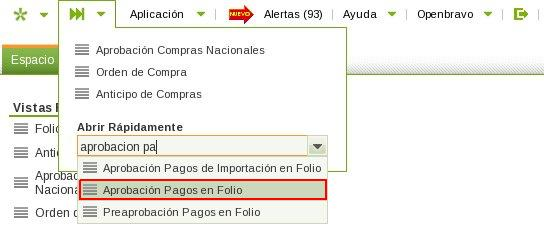 Aplicación
NUEVO
Alertas (93)
Ayuda
Openbravo
Aprobación Compras Nacionales
Orden de Compra
Anticipo de Compras
Espacio
Vistas
Folio
Abrir Rápidamente
aprobacion pa
Aprobación Pagos de Importación en Folio
Aprobación Pagos en Folio
Preaprobación Pagos en Folio
Antic
Aprobac
Naciona
Orden d